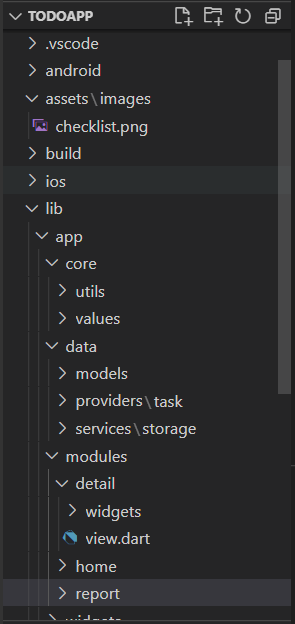 TODOAPP
.vscode
android
assets\images
checklist.png
build
ios
lib
app
core
utils
values
data
models
providers\task
services\storage
modules
detail
widgets
view.dart
home
report
widgets